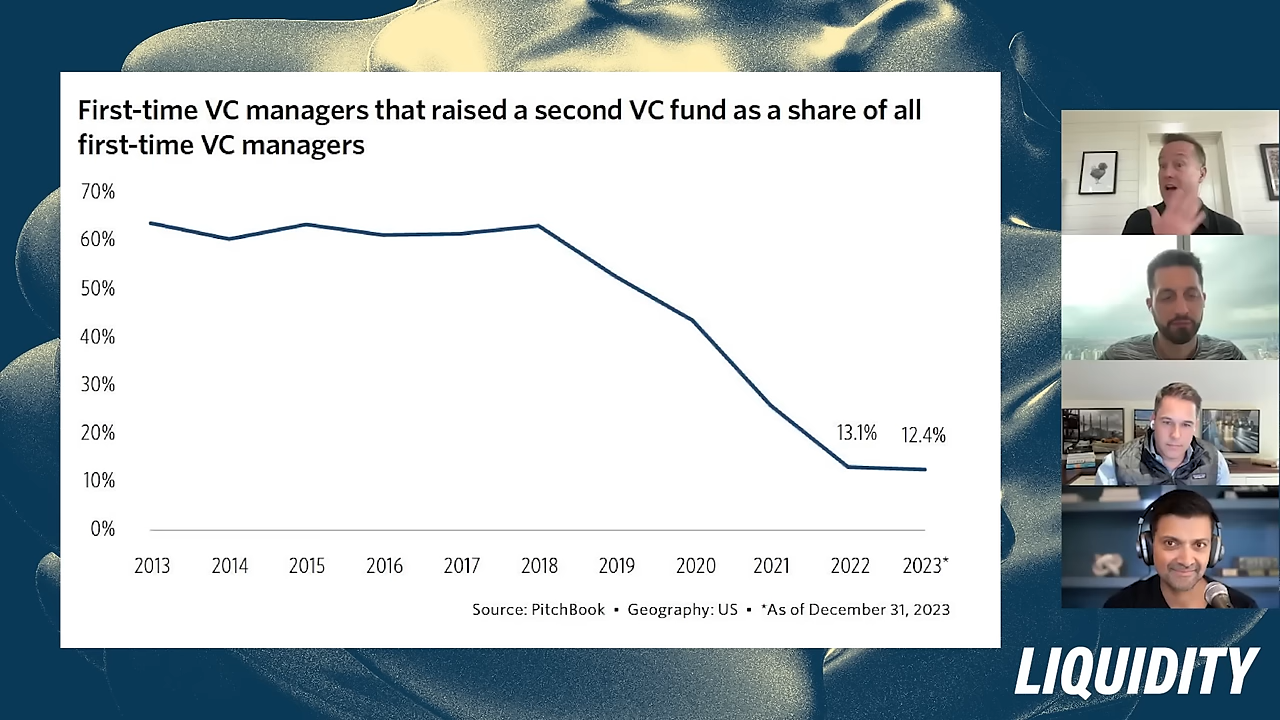 First-time VC managers that raised a second VC fund as a share of all
first-time VC managers
70%
60%
50%
40%
30%
20%
10%
0%
13.1% 12.4%
2013 2014 2015 2016 2017 2018 2019 2020 2021 2022 2023*
Source: PitchBook ▪ Geography: US ▪ *As of December 31, 2023
LIQUIDITY